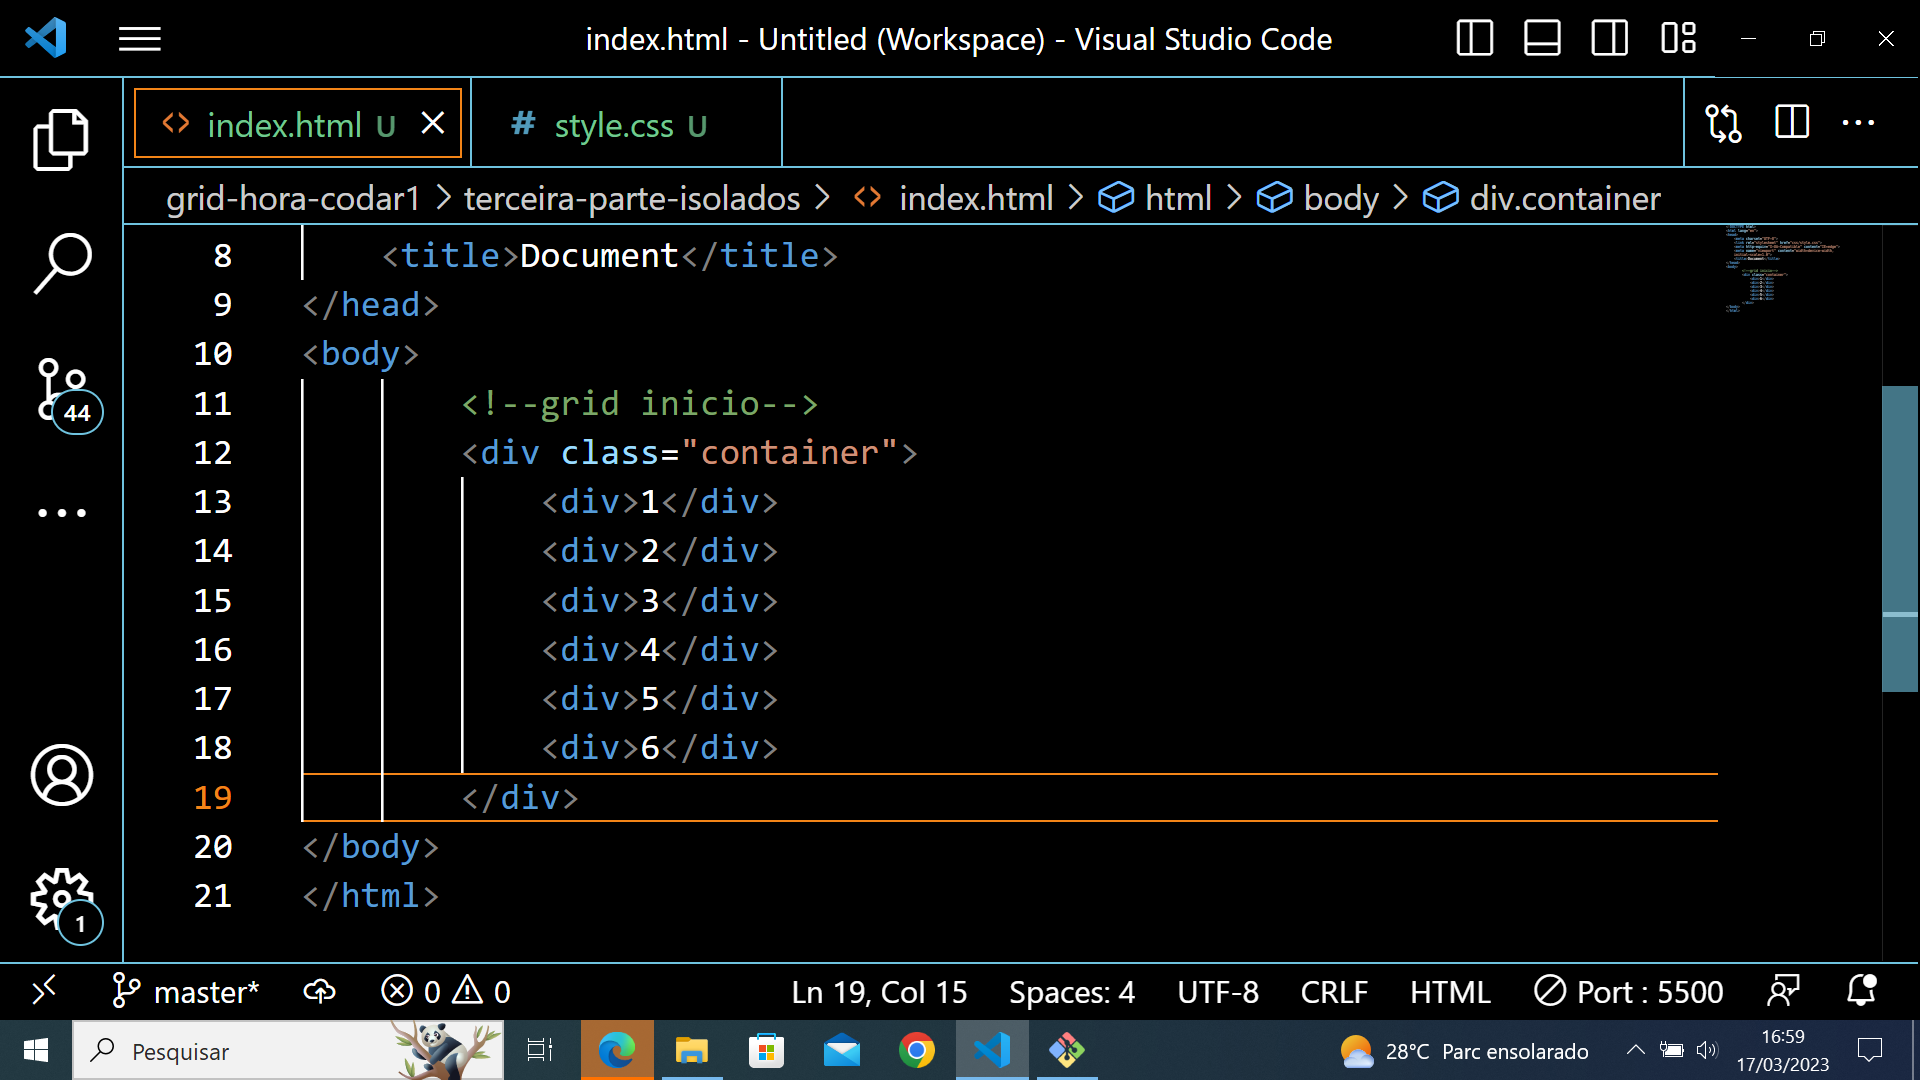 index.html - Untitled (Workspace) - Visual Studio Code
index.html U
# style.css U
grid-hora-codar1 > terceira-parte-isolados > <> index.html > html > body > div.container
8 <title>Document</title>
9 </head>
10 <body>
11 <!--grid inicio-->
12 <div class="container">
13 <div>1</div>
14 <div>2</div>
15 <div>3</div>
16 <div>4</div>
17 <div>5</div>
18 <div>6</div>
19 </div>
20 </body>
21 </html>
44
1
master* 0 0 Ln 19, Col 15 Spaces: 4 UTF-8 CRLF HTML Port : 5500
Pesquisar 28°C Parc ensolarado 16:59
17/03/2023